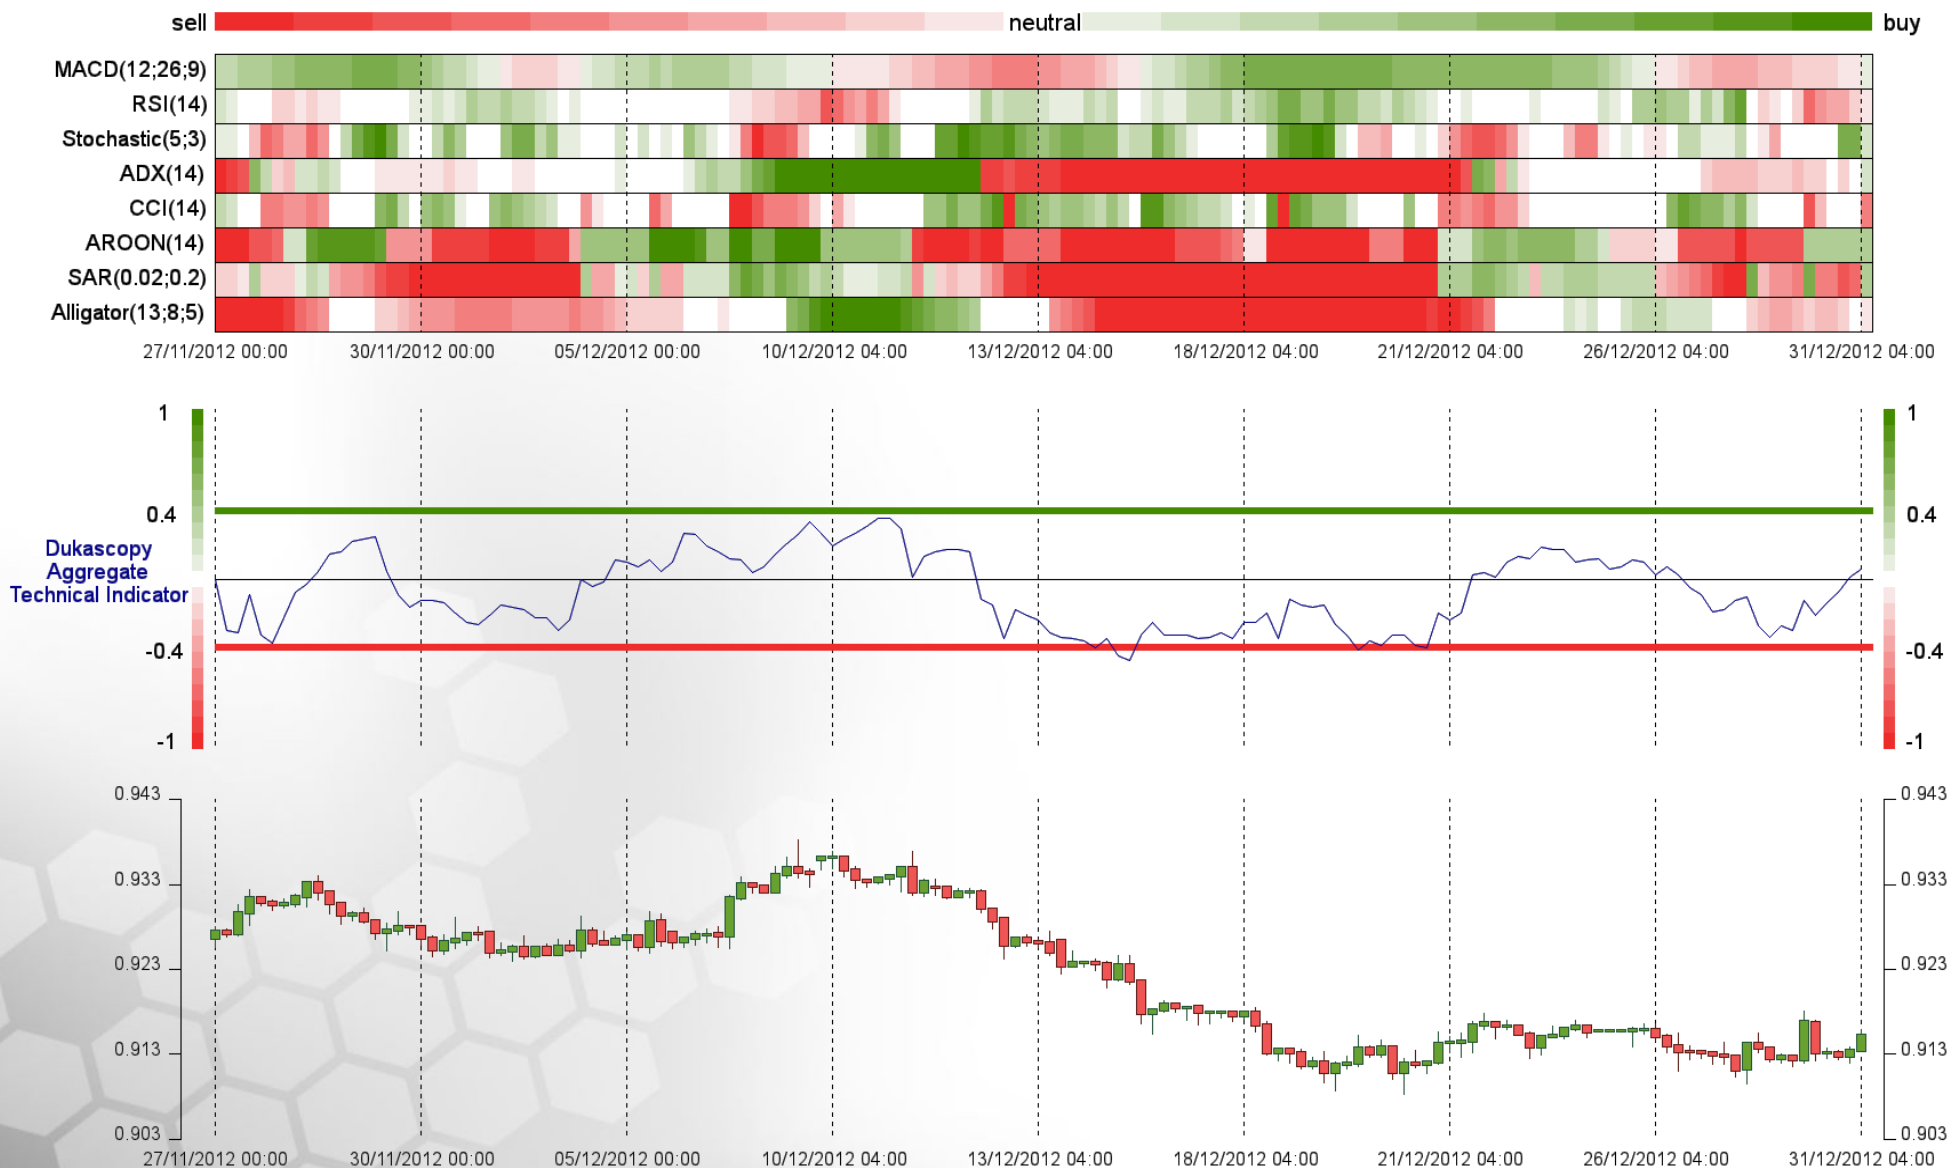 sell neutral buy
MACD(12;26;9)
RSI(14)
Stochastic(5;3)
ADX(14)
CCI(14)
AROON(14)
SAR(0.02;0.2)
Alligator(13;8;5)
27/11/2012 00:00 30/11/2012 00:00 05/12/2012 00:00 10/12/2012 04:00 13/12/2012 04:00 18/12/2012 04:00 21/12/2012 04:00 26/12/2012 04:00 31/12/2012 04:00
1 1
0.4 0.4
Dukascopy
Aggregate
Technical Indicator
-0.4 -0.4
-1 -1
0.943 0.943
0.933 0.933
0.923 0.923
0.913 0.913
0.903 0.903
27/11/2012 00:00 30/11/2012 00:00 05/12/2012 00:00 10/12/2012 04:00 13/12/2012 04:00 18/12/2012 04:00 21/12/2012 04:00 26/12/2012 04:00 31/12/2012 04:00